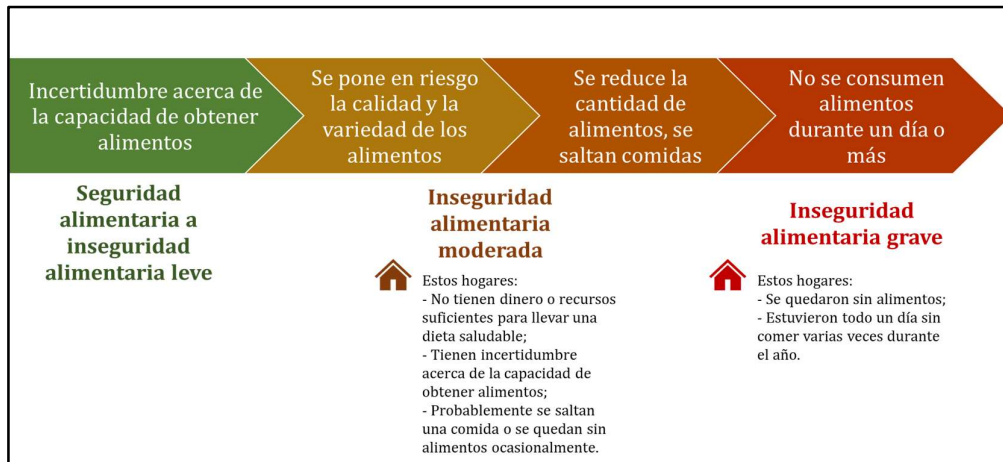 Incertidumbre acerca de
la capacidad de obtener
alimentos
Se pone en riesgo
la calidad y la
variedad de los
alimentos
Se reduce la
cantidad de
alimentos, se
saltan comidas
No se consumen
alimentos
durante un día o
más
Seguridad
alimentaria a
inseguridad
alimentaria leve
Inseguridad
alimentaria
moderada
Estos hogares:
- No tienen dinero o recursos
suficientes para llevar una
dieta saludable;
- Tienen incertidumbre
acerca de la capacidad de
obtener alimentos;
- Probablemente se saltan
una comida o se quedan sin
alimentos ocasionalmente.
Inseguridad
alimentaria grave
Estos hogares:
- Se quedaron sin alimentos;
- Estuvieron todo un día sin
comer varias veces durante
el año.